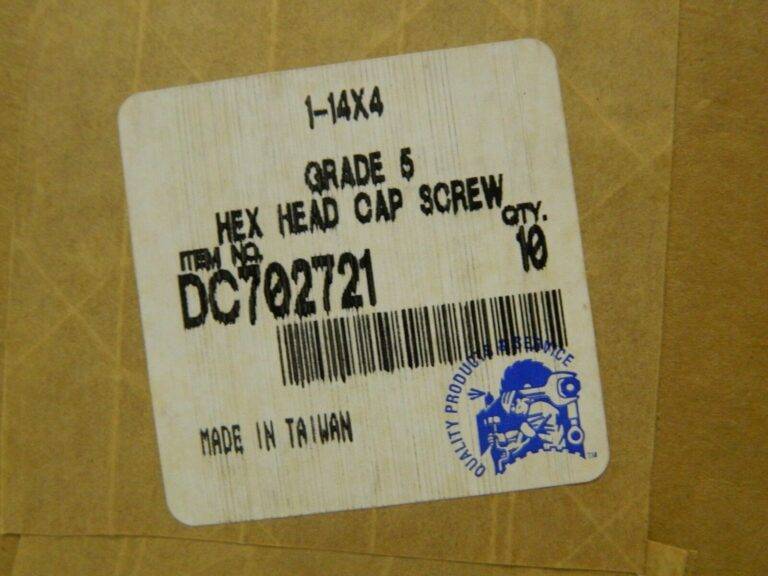 1-14X4
GRADE 5
HEX HEAD CAP SCREW
ITEM NO.
QTY.
DC702721
10
QUALITY PRODUCTS & SERVICE
MADE IN TAIWAN
TM